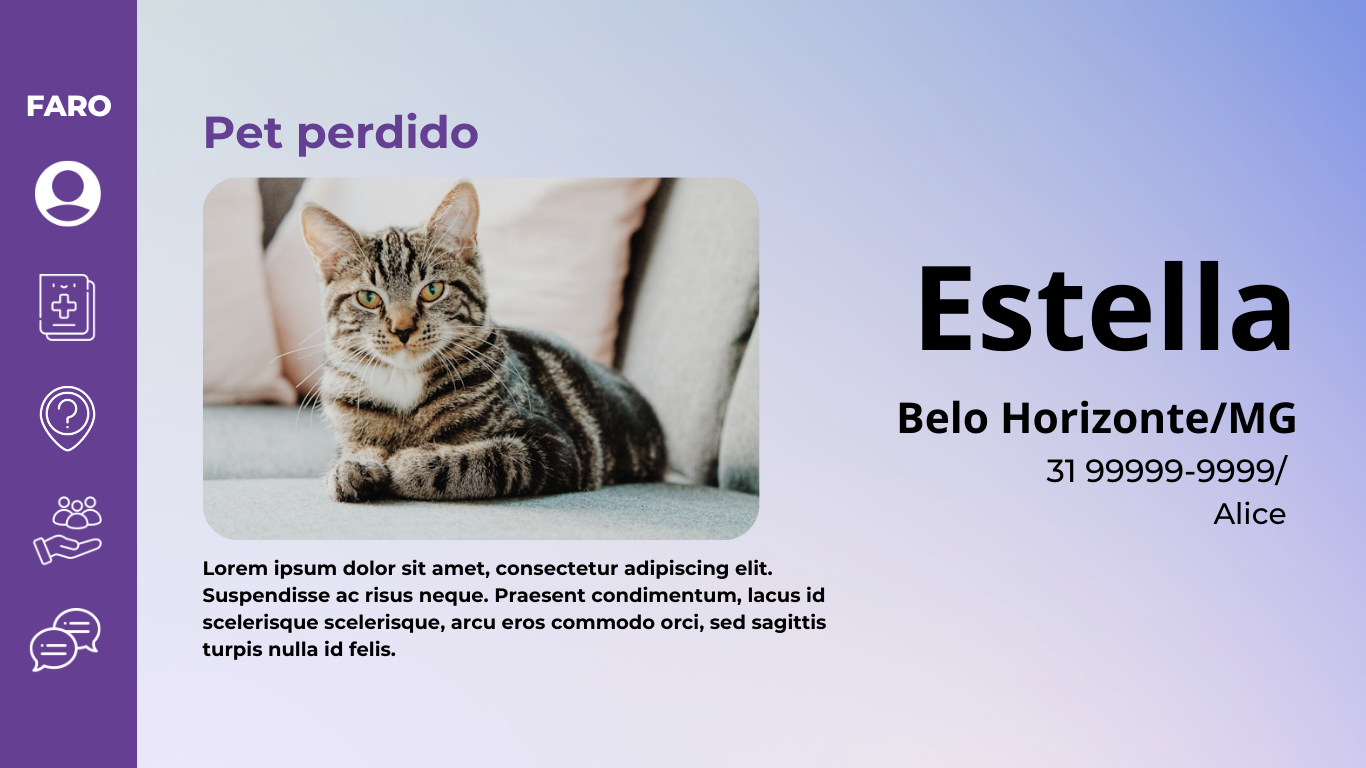 FARO
Pet perdido
Estella
Belo Horizonte/MG
31 99999-9999/
Alice
Lorem ipsum dolor sit amet, consectetur adipiscing elit.
Suspendisse ac risus neque. Praesent condimentum, lacus id
scelerisque scelerisque, arcu eros commodo orci, sed sagittis
turpis nulla id felis.